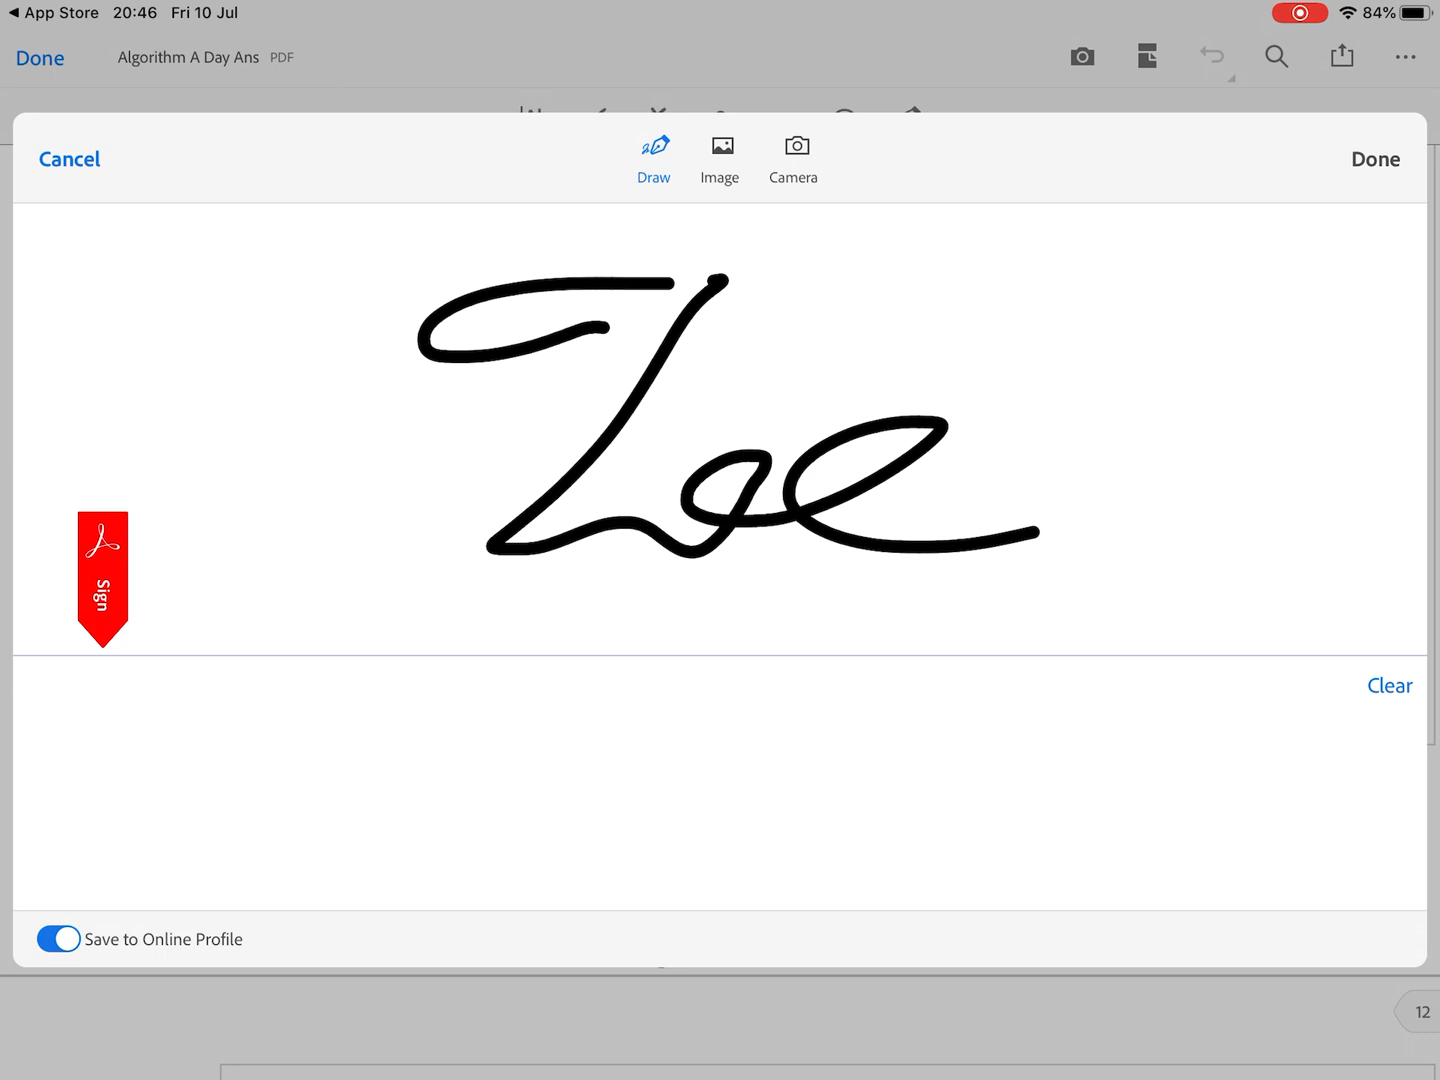 App Store 20:46 Fri 10 Jul 84%
Done Algorithm A Day Ans PDF
Cancel Draw Image Camera Done
Zoe
Sign
Clear
Save to Online Profile
12